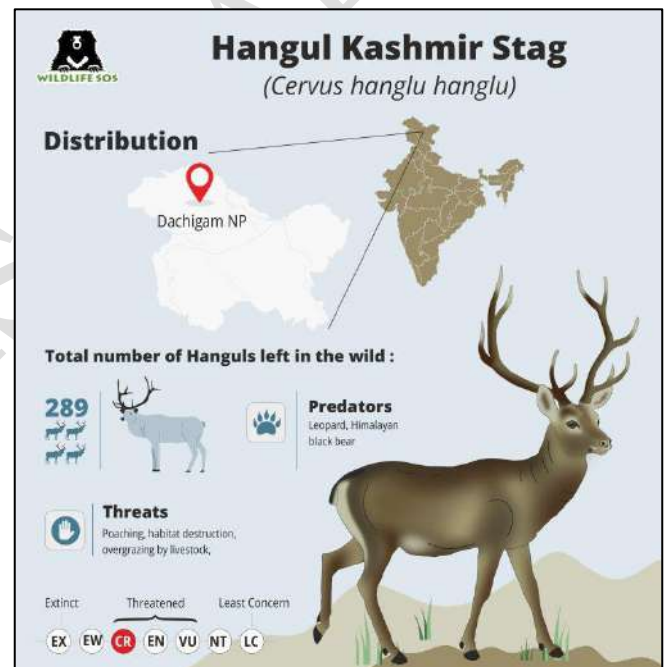 WILDLIFE SOS
Hangul Kashmir Stag
(Cervus hanglu hanglu)
Distribution
Dachigam NP
Total number of Hanguls left in the wild :
289
Predators
Leopard, Himalayan
black bear
Threats
Poaching, habitat destruction,
overgrazing by livestock,
Extinct Threatened Least Concern
EX EW CR EN VU NT LC